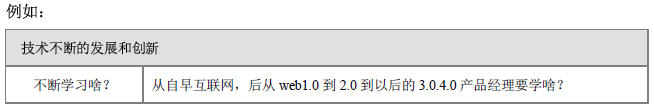 例如：
技术不断的发展和创新
不断学习啥？
从自早互联网，后从 web1.0 到 2.0 到以后的 3.0.4.0 产品经理要学啥？